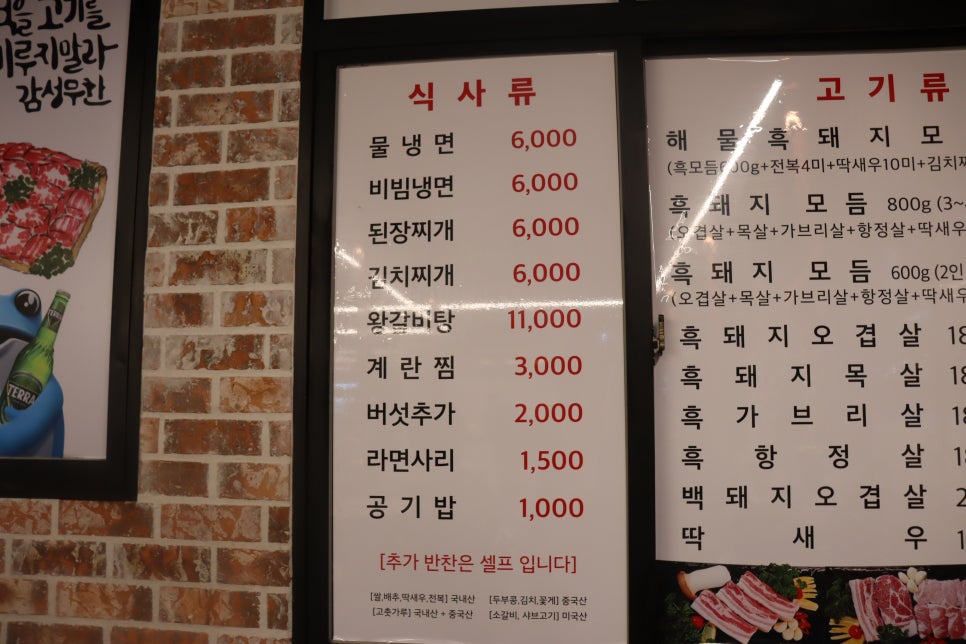 고기를
미루지말라
감성무한
TERRA
식사류
물냉면 6,000
비빔냉면 6,000
된장찌개 6,000
김치찌개 6,000
왕갈비탕 11,000
계란찜 3,000
버섯추가 2,000
라면사리 1,500
공기밥 1,000
[추가 반찬은 셀프 입니다]
[쌀,배추,딱새우,전복] 국내산 [두부콩,김치,꽃게] 중국산
[고춧가루] 국내산 + 중국산 [소갈비, 샤브고기] 미국산
고기류
해물흑돼지모
(흑모듬600g+전복4미+딱새우10미+김치찌
흑돼지 모듬 800g (3~
(오겹살+목살+가브리살+항정살+딱새우
흑돼지 모듬 600g (2인
(오겹살+목살+가브리살+항정살+딱새우
흑돼지오겹살 18
흑돼지목살 18
흑가브리살 18
흑항정살 18
백돼지오겹살
딱새우